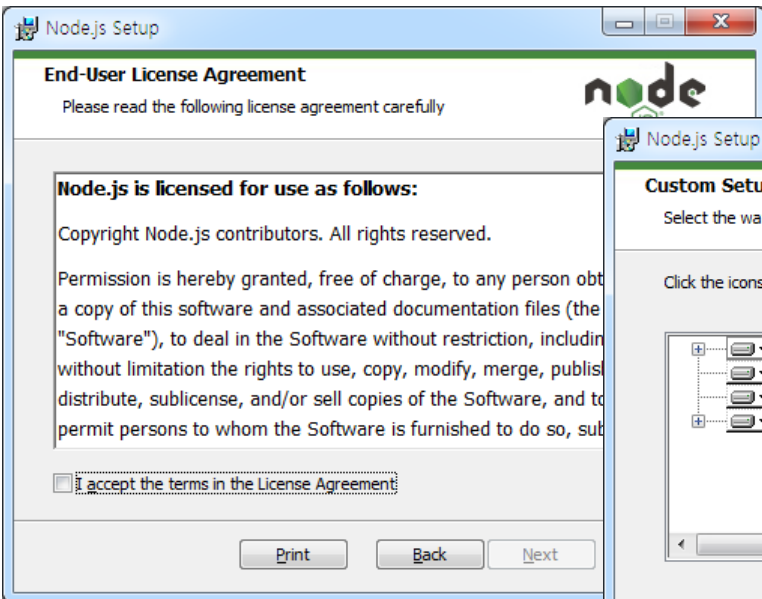 Node.js Setup
End-User License Agreement
Please read the following license agreement carefully
node
Node.js is licensed for use as follows:
Copyright Node.js contributors. All rights reserved.
Permission is hereby granted, free of charge, to any person obt
a copy of this software and associated documentation files (the
"Software"), to deal in the Software without restriction, includin
without limitation the rights to use, copy, modify, merge, publis
distribute, sublicense, and/or sell copies of the Software, and to
permit persons to whom the Software is furnished to do so, sub
I accept the terms in the License Agreement
Print
Back
Next
Node.js Setup
Custom Setu
Select the wa
Click the icons